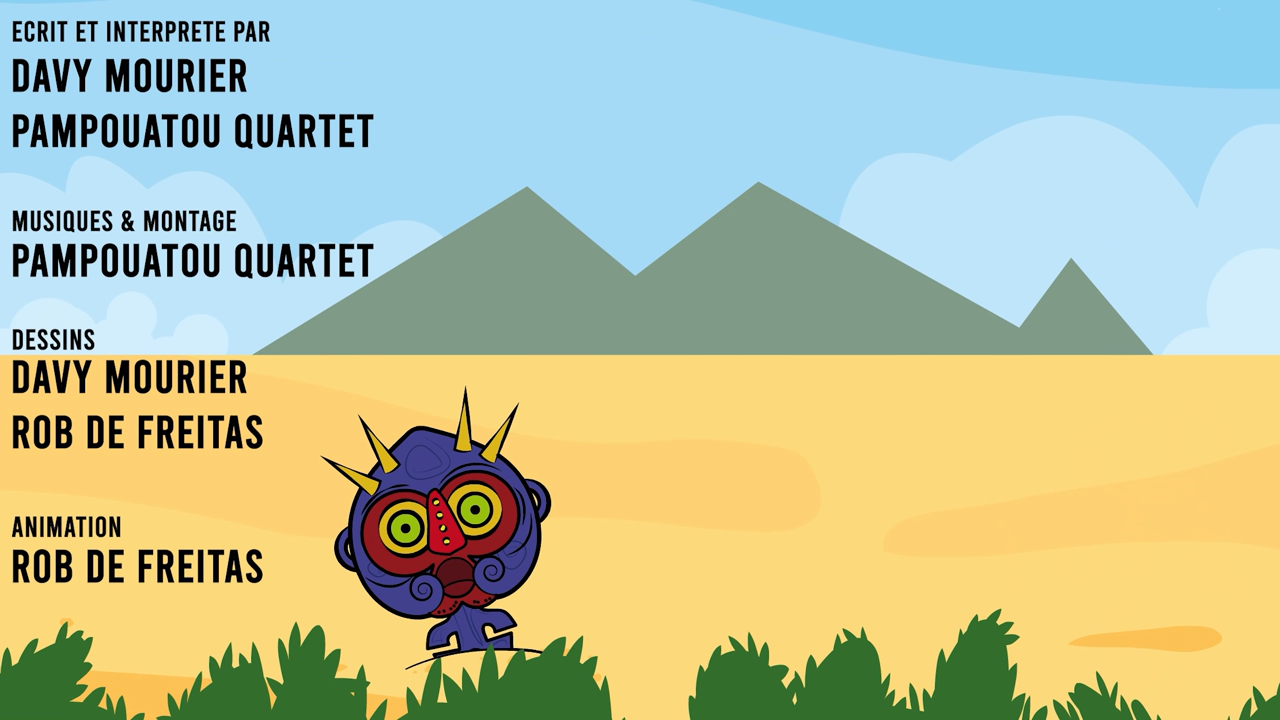 ECRIT ET INTERPRETE PAR
DAVY MOURIER
PAMPOUATOU QUARTET
MUSIQUES & MONTAGE
PAMPOUATOU QUARTET
DESSINS
DAVY MOURIER
ROB DE FREITAS
ANIMATION
ROB DE FREITAS